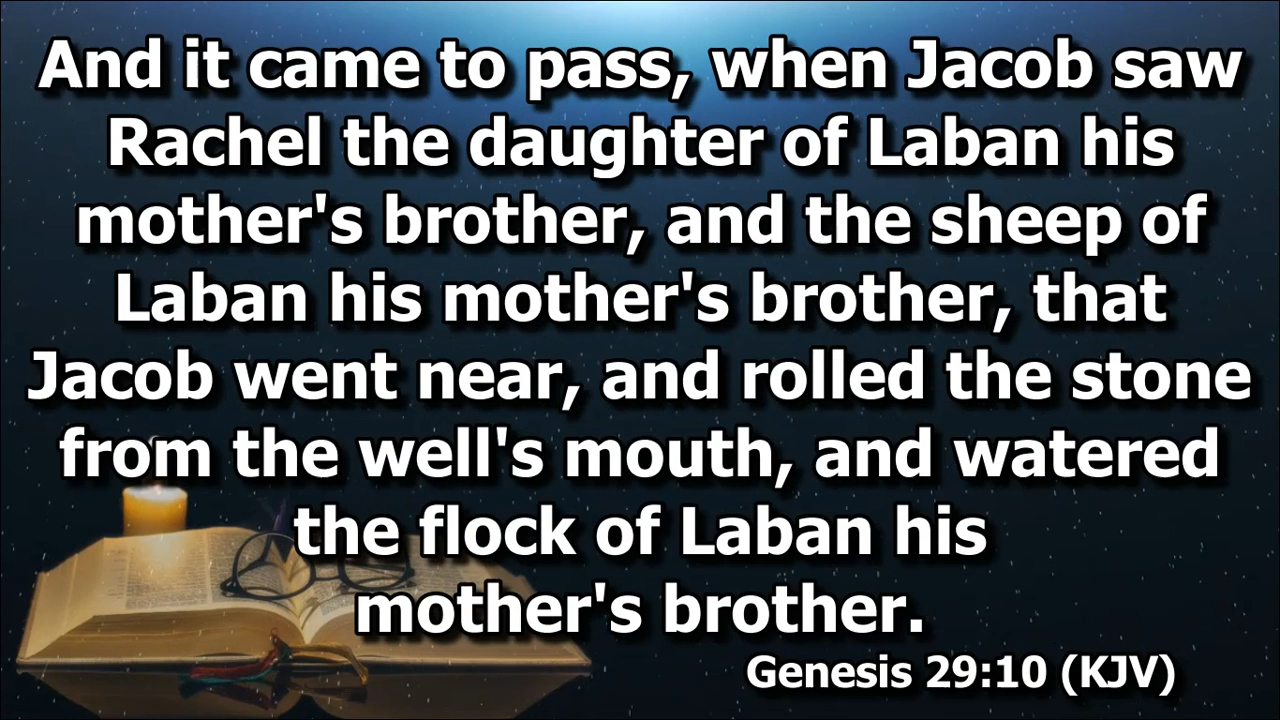 And it came to pass, when Jacob saw
Rachel the daughter of Laban his
mother's brother, and the sheep of
Laban his mother's brother, that
Jacob went near, and rolled the stone
from the well's mouth, and watered
the flock of Laban his
mother's brother.
Genesis 29:10 (KJV)